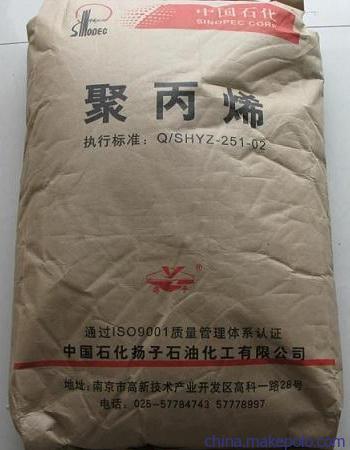 中国石化
SINOPEC CORP.
SINOPEC
聚丙烯
执行标准：Q/SHYZ-251-02
扬子
通过ISO9001质量管理体系认证
中国石化扬子石油化工有限公司
地址：南京市高新技术产业开发区高科一路28号
电话：025-57784743 57778997
china.makepolo.com